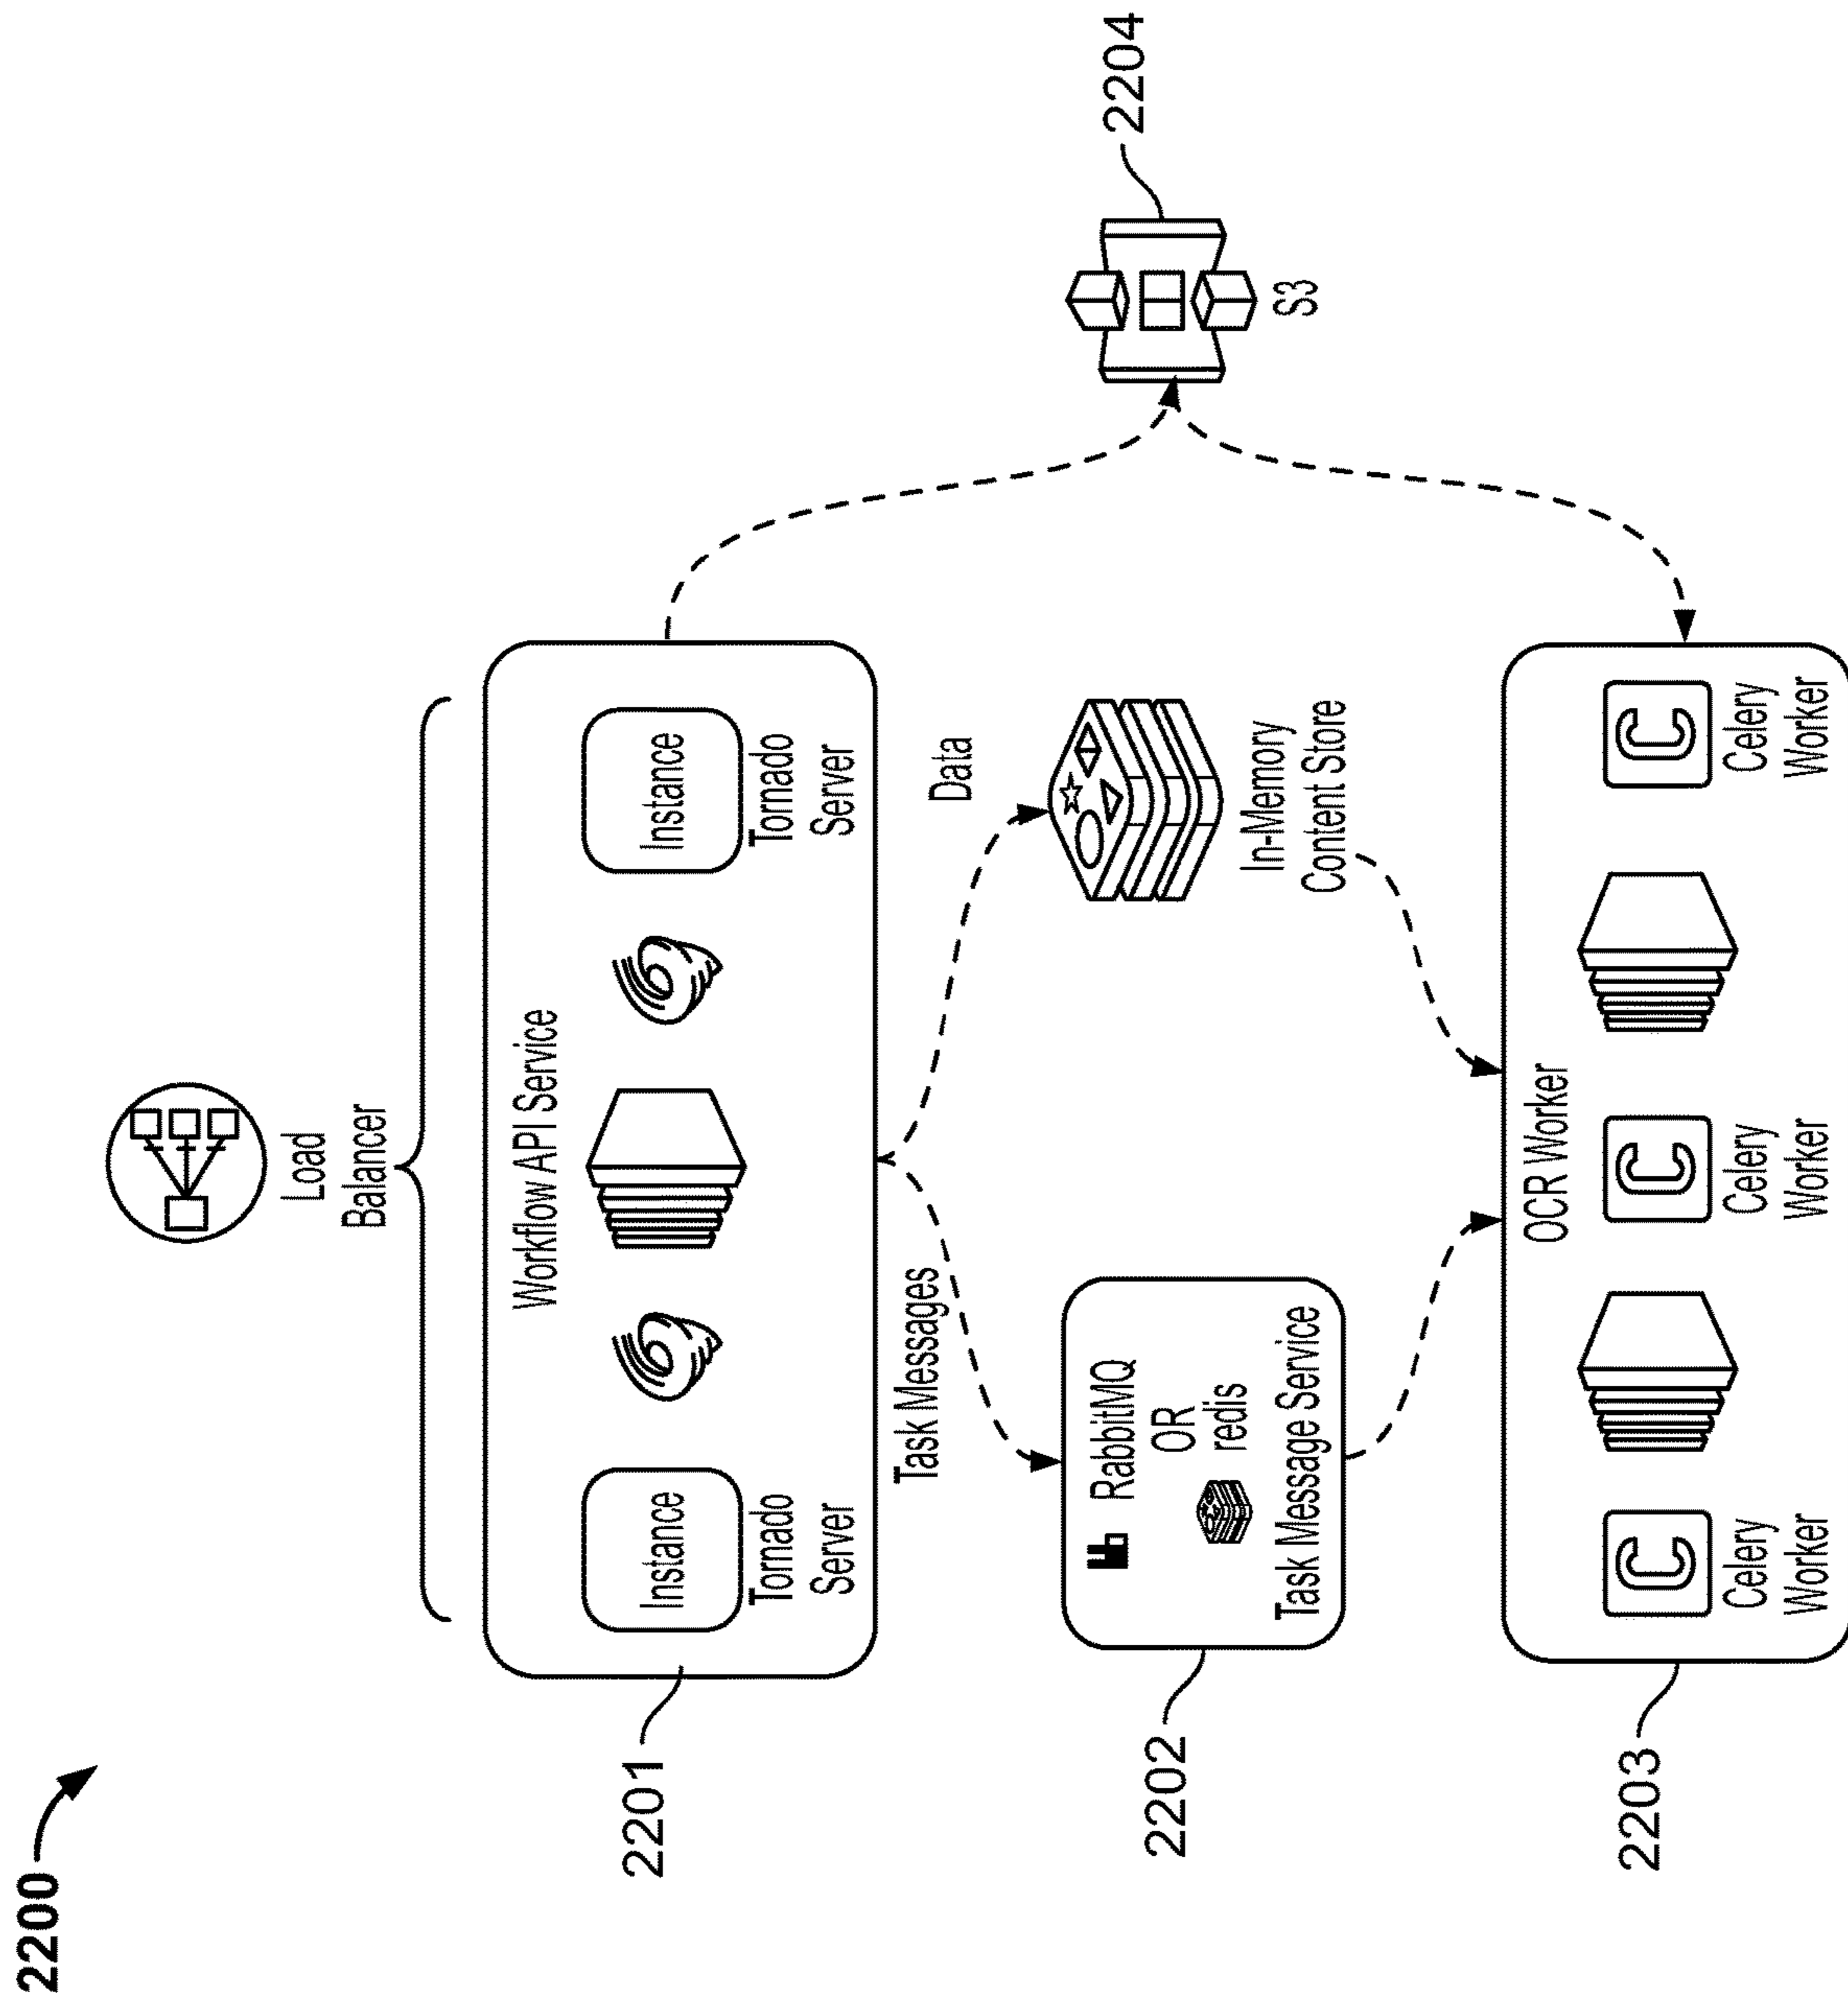 2200
Load
Balancer
Workflow API Service
2201
Instance
Tornado
Server
Instance
Tornado
Server
Task Messages
Data
2204
S3
2202
RabbitMQ
OR
redis
Task Message Service
In-Memory
Content Store
2203
OCR Worker
C
Celery
Worker
C
Celery
Worker
C
Celery
Worker